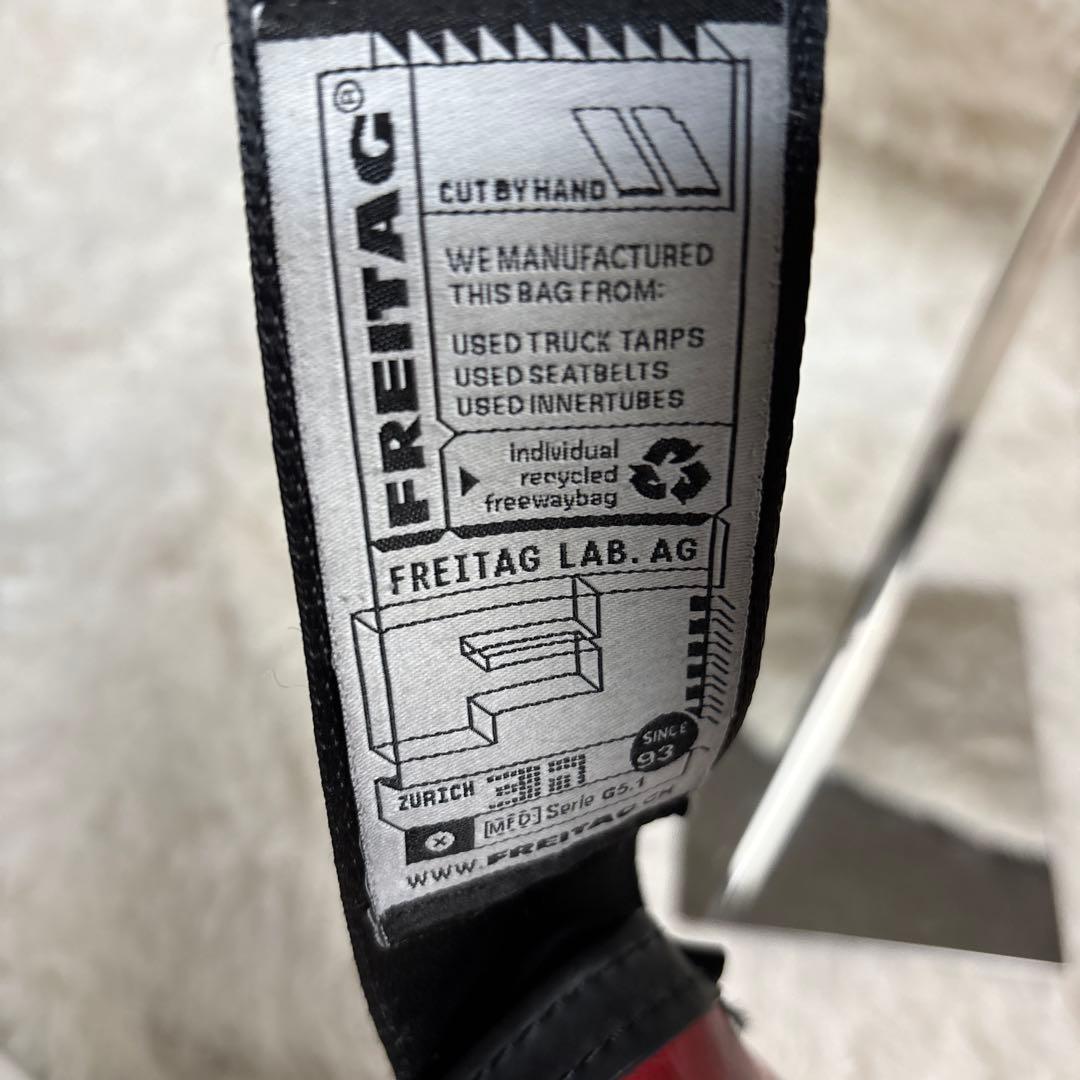 FREITAG®
CUT BY HAND
WE MANUFACTURED
THIS BAG FROM:
USED TRUCK TARPS
USED SEATBELTS
USED INNERTUBES
individual
recycled
freewaybag
FREITAG LAB. AG
SINCE
93
ZURICH
[MFD] Serie G5.1
www.FREITAG.CH